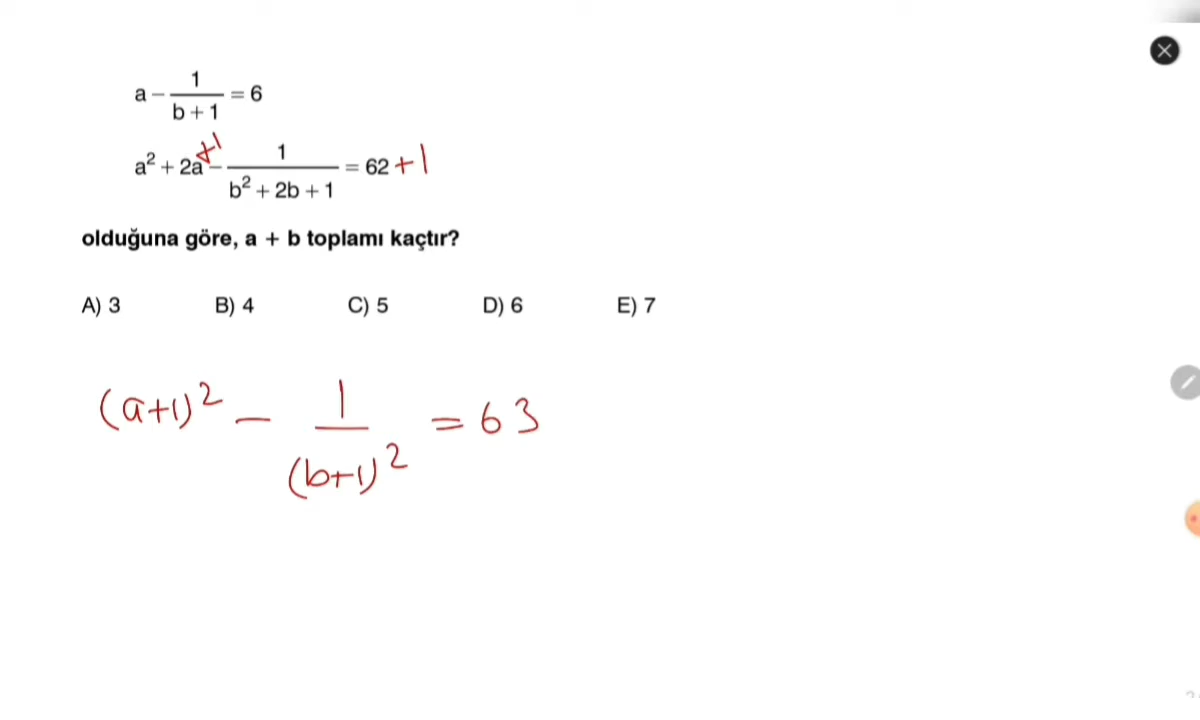 a − 1/(b + 1) = 6
a² + 2a +1 − 1/(b² + 2b + 1) = 62 +1
olduğuna göre, a + b toplamı kaçtır?
A) 3 B) 4 C) 5 D) 6 E) 7
(a+1)² − 1/(b+1)² = 63